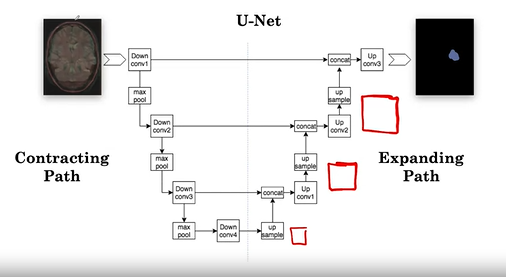 U-Net
Down
conv1
concat
Up
conv3
max
pool
up
sample
Down
conv2
concat
Up
conv2
max
pool
up
sample
Contracting
Path
Expanding
Path
Down
conv3
concat
Up
conv1
max
pool
Down
conv4
up
sample